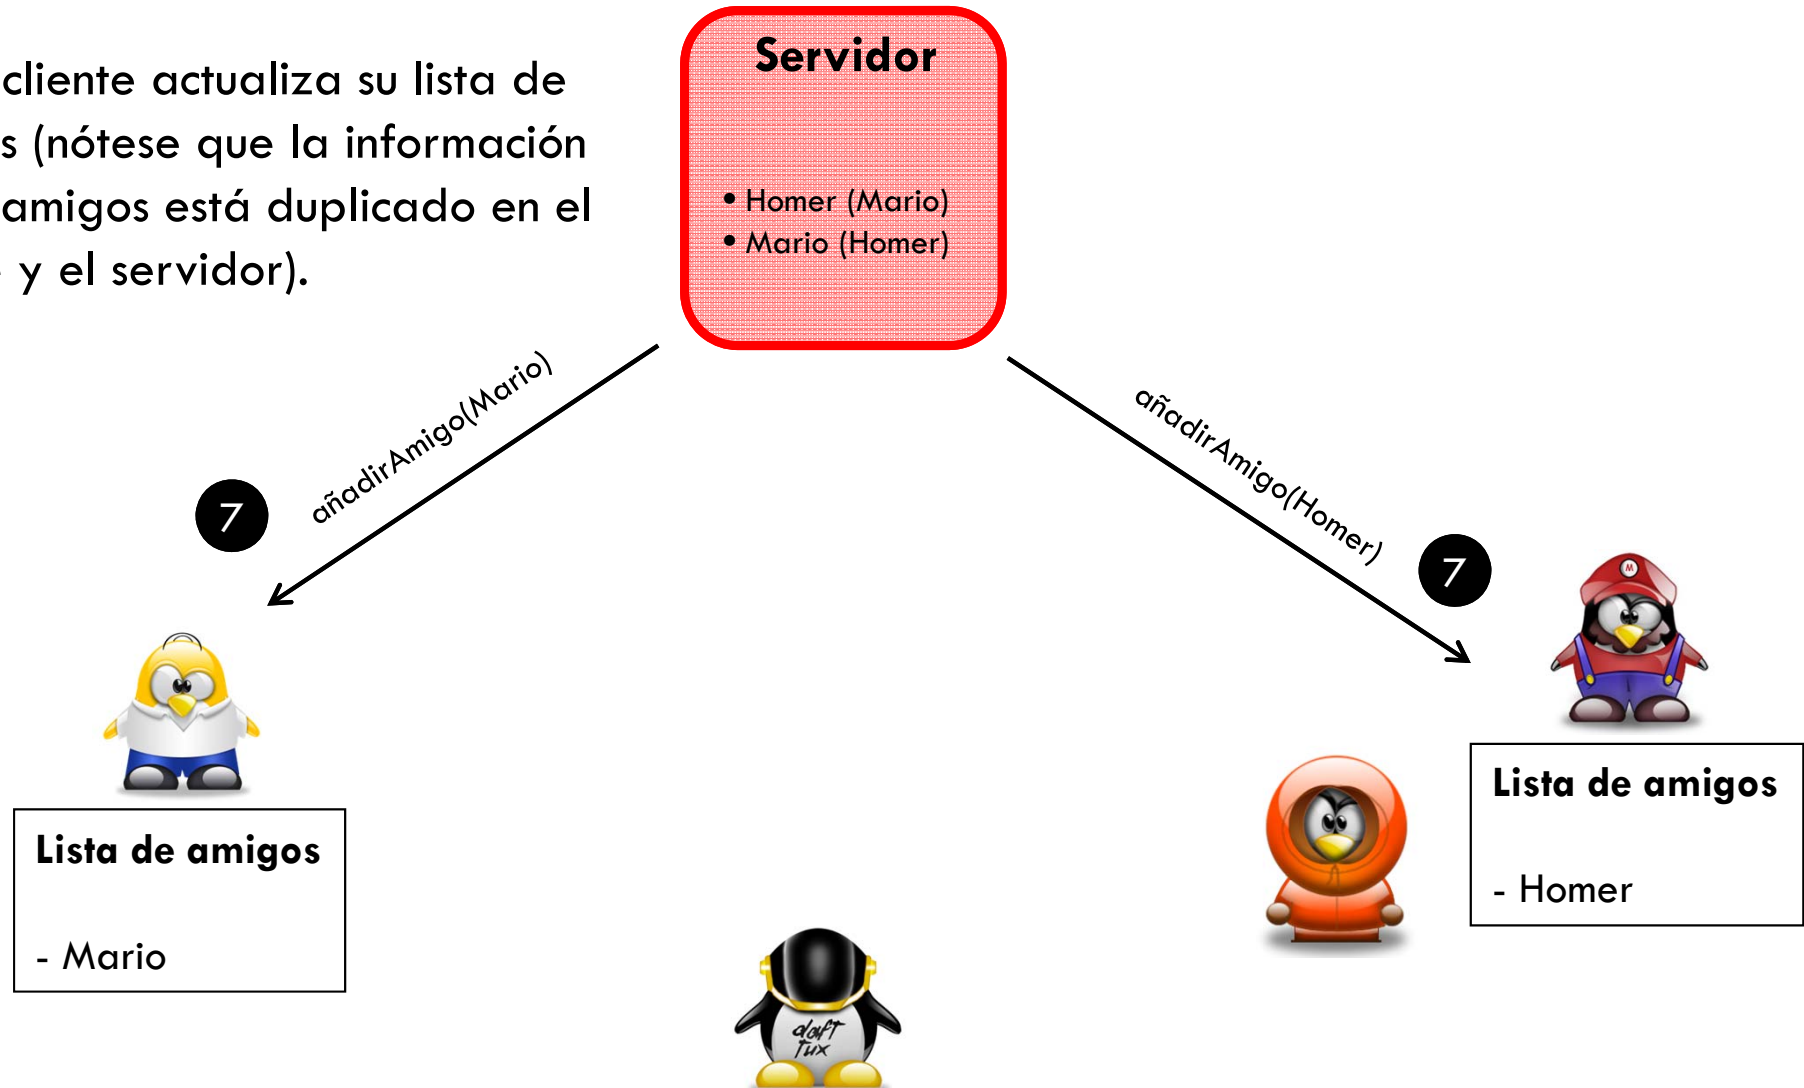 cliente actualiza su lista de
s (nótese que la información
amigos está duplicado en el
y el servidor).
Servidor
• Homer (Mario)
• Mario (Homer)
añadirAmigo(Mario)
añadirAmigo(Homer)
7
7
M
Lista de amigos
- Homer
Lista de amigos
- Mario
daft
Tux